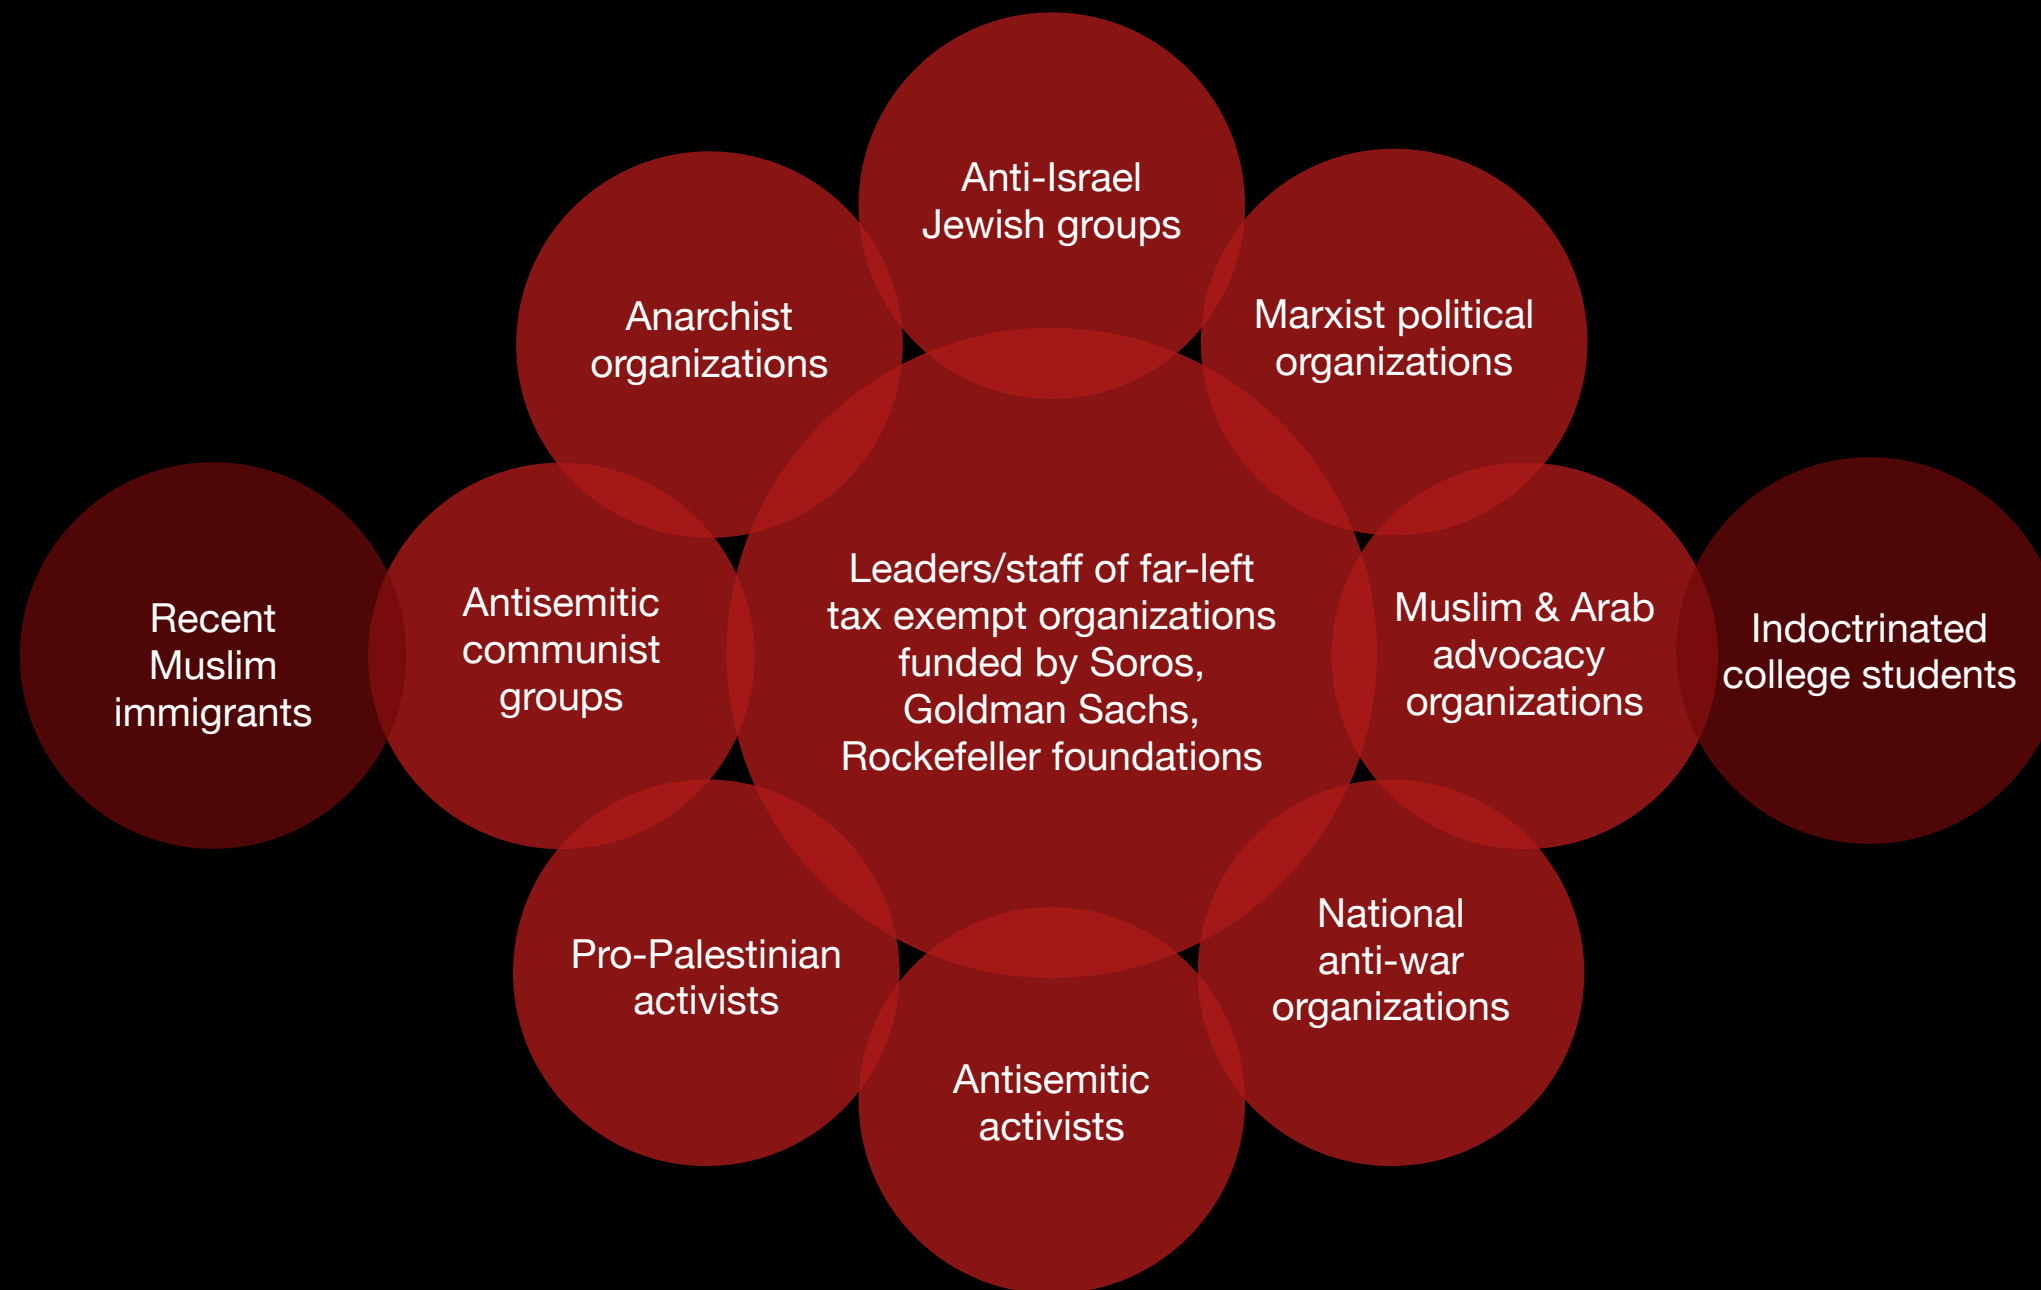 Anti-Israel
Jewish groups
Anarchist
organizations
Marxist political
organizations
Recent
Muslim
immigrants
Antisemitic
communist
groups
Leaders/staff of far-left
tax exempt organizations
funded by Soros,
Goldman Sachs,
Rockefeller foundations
Muslim & Arab
advocacy
organizations
Indoctrinated
college students
Pro-Palestinian
activists
Antisemitic
activists
National
anti-war
organizations